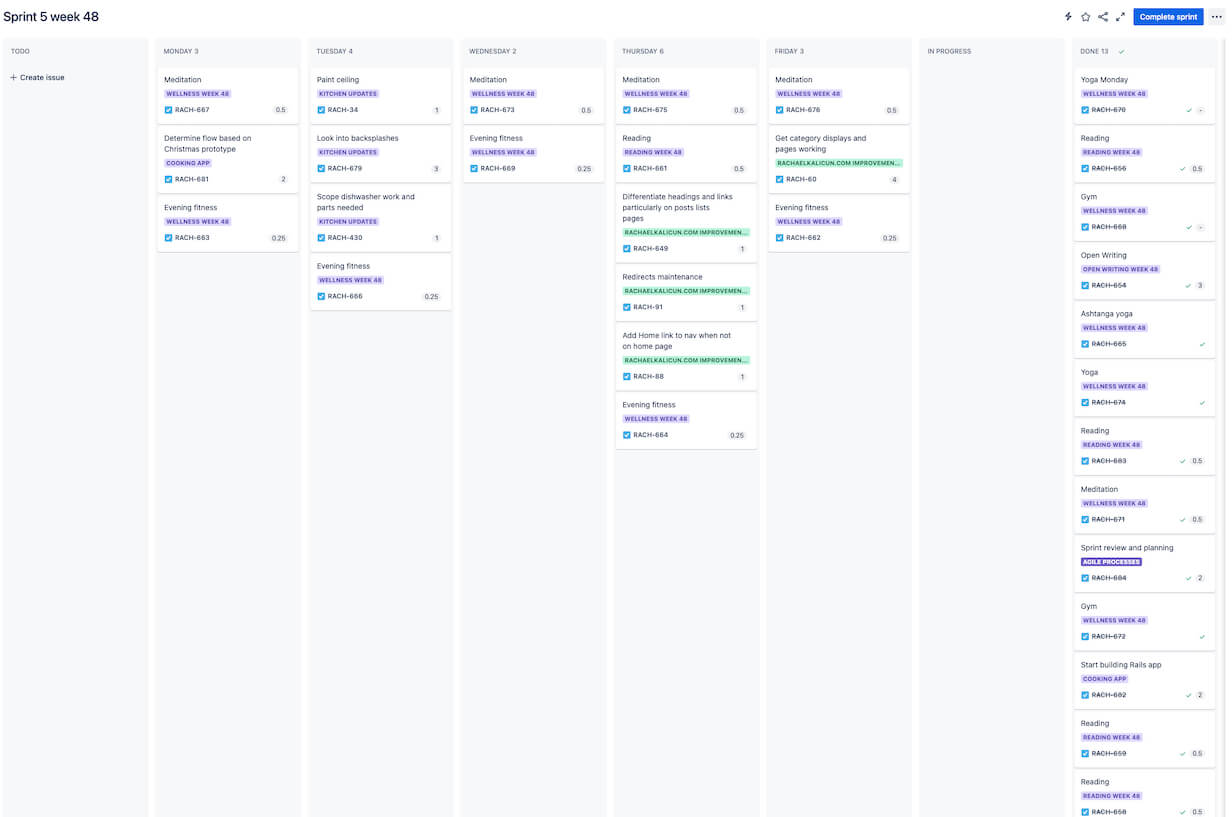 Sprint 5 week 48
Complete sprint
TODO
Create issue
MONDAY 3
Meditation
WELLNESS WEEK 48
RACH-667 0.5
Determine flow based on
Christmas prototype
COOKING APP
RACH-681 2
Evening fitness
WELLNESS WEEK 48
RACH-663 0.25
TUESDAY 4
Paint ceiling
KITCHEN UPDATES
RACH-34 1
Look into backsplashes
KITCHEN UPDATES
RACH-679 3
Scope dishwasher work and
parts needed
KITCHEN UPDATES
RACH-430 1
Evening fitness
WELLNESS WEEK 48
RACH-666 0.25
WEDNESDAY 2
Meditation
WELLNESS WEEK 48
RACH-673 0.5
Evening fitness
WELLNESS WEEK 48
RACH-669 0.25
THURSDAY 6
Meditation
WELLNESS WEEK 48
RACH-675 0.5
Reading
READING WEEK 48
RACH-661 0.5
Differentiate headings and links
particularly on posts lists
pages
RACHAELKALICUN.COM IMPROVEMEN...
RACH-649 1
Redirects maintenance
RACHAELKALICUN.COM IMPROVEMEN...
RACH-91 1
Add Home link to nav when not
on home page
RACHAELKALICUN.COM IMPROVEMEN...
RACH-88 1
Evening fitness
WELLNESS WEEK 48
RACH-664 0.25
FRIDAY 3
Meditation
WELLNESS WEEK 48
RACH-676 0.5
Get category displays and
pages working
RACHAELKALICUN.COM IMPROVEMEN...
RACH-60 4
Evening fitness
WELLNESS WEEK 48
RACH-662 0.25
IN PROGRESS
DONE 13
Yoga Monday
WELLNESS WEEK 48
RACH-670 -
Reading
READING WEEK 48
RACH-656 0.5
Gym
WELLNESS WEEK 48
RACH-668 -
Open Writing
OPEN WRITING WEEK 48
RACH-654 3
Ashtanga yoga
WELLNESS WEEK 48
RACH-665
Yoga
WELLNESS WEEK 48
RACH-674
Reading
READING WEEK 48
RACH-683 0.5
Meditation
WELLNESS WEEK 48
RACH-671 0.5
Sprint review and planning
AGILE PROCESSES
RACH-684 2
Gym
WELLNESS WEEK 48
RACH-672
Start building Rails app
COOKING APP
RACH-682 2
Reading
READING WEEK 48
RACH-659 0.5
Reading
READING WEEK 48
RACH-658 0.5